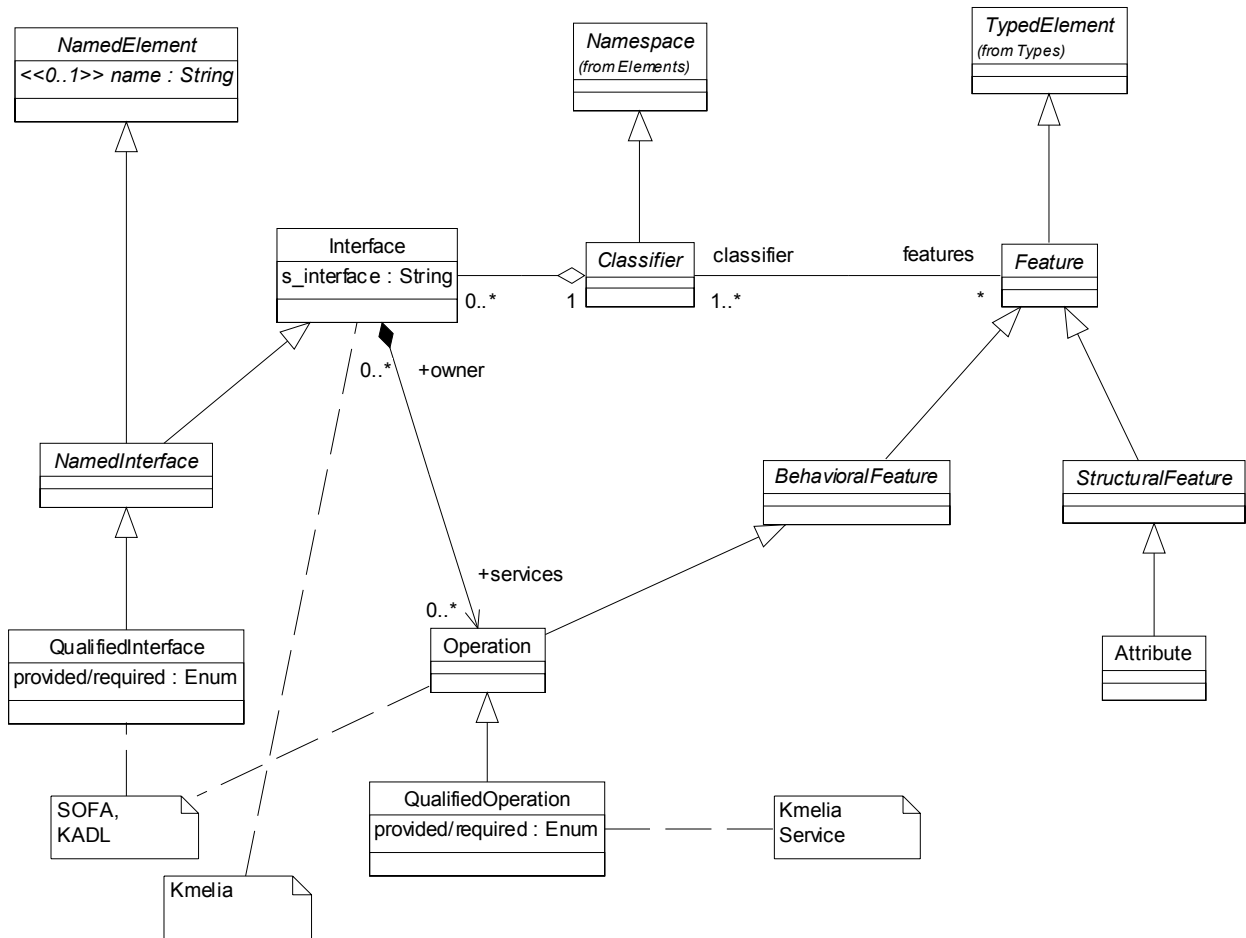 NamedElement
<<0..1>> name : String
Namespace
(from Elements)
TypedElement
(from Types)
Interface
s_interface : String
0..*
1
Classifier
classifier
1..*
features
*
Feature
0..*
+owner
NamedInterface
BehavioralFeature
StructuralFeature
+services
0..*
QualifiedInterface
provided/required : Enum
Operation
Attribute
SOFA,
KADL
QualifiedOperation
provided/required : Enum
Kmelia
Service
Kmelia